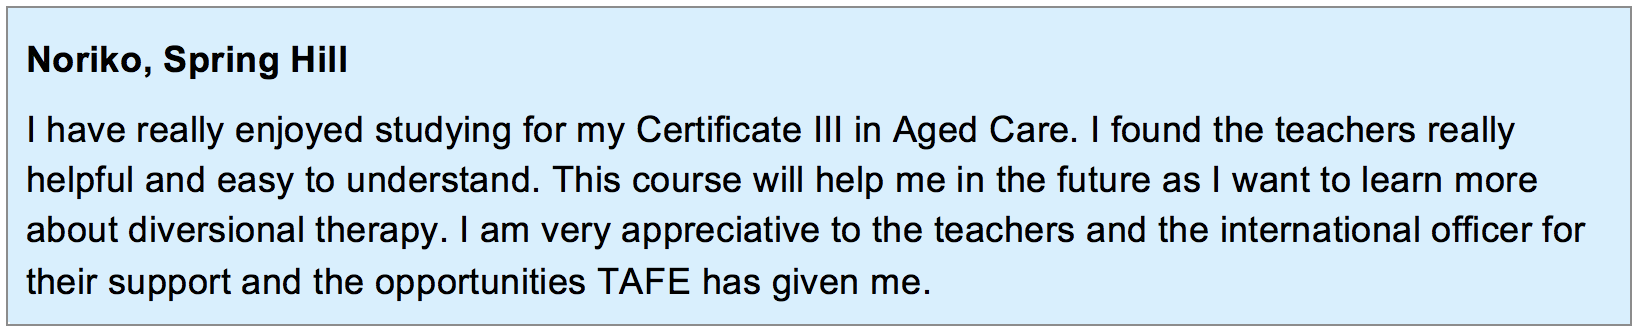 Noriko, Spring Hill
I have really enjoyed studying for my Certificate III in Aged Care. I found the teachers really
helpful and easy to understand. This course will help me in the future as I want to learn more
about diversional therapy. I am very appreciative to the teachers and the international officer for
their support and the opportunities TAFE has given me.